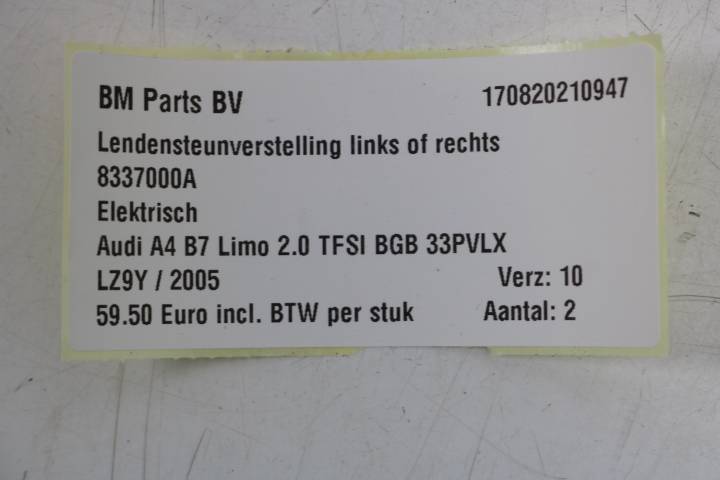 BM Parts BV 170820210947
Lendensteunverstelling links of rechts
8337000A
Elektrisch
Audi A4 B7 Limo 2.0 TFSI BGB 33PVLX
LZ9Y / 2005 Verz: 10
59.50 Euro incl. BTW per stuk Aantal: 2